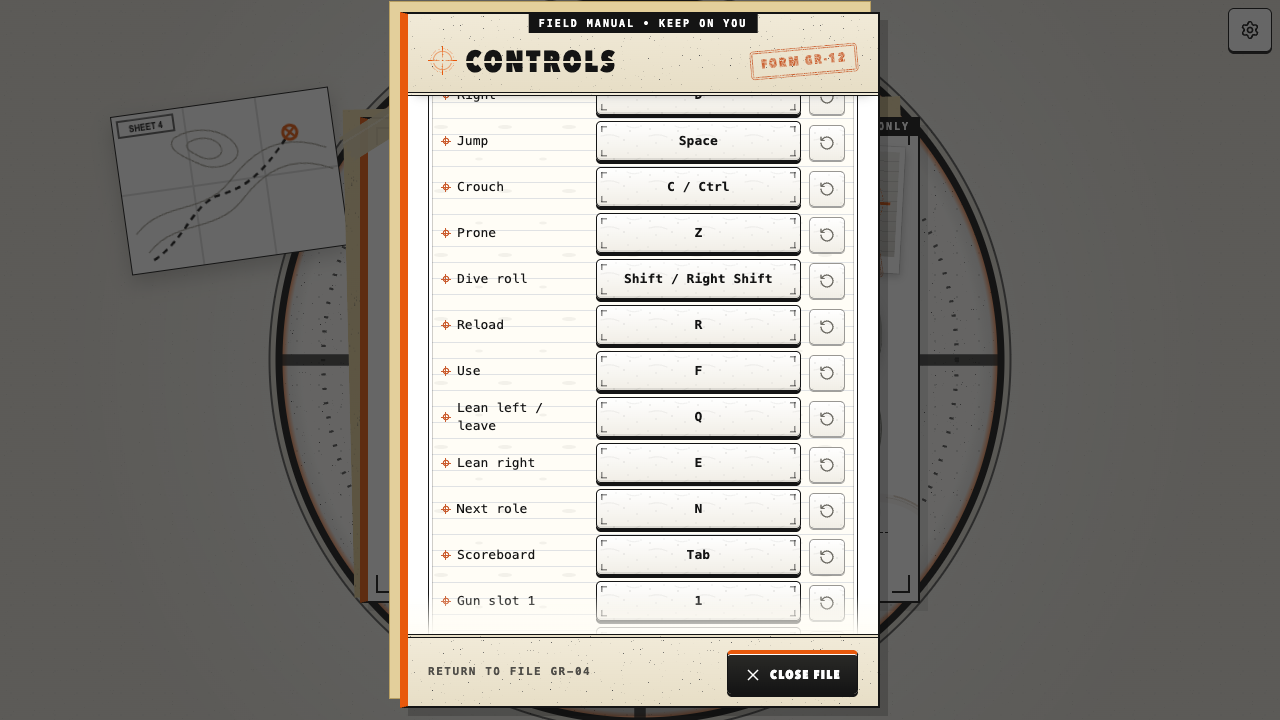 FIELD MANUAL • KEEP ON YOU
CONTROLS
FORM GR-12
SHEET 4
ONLY
Right D
Jump Space
Crouch C / Ctrl
Prone Z
Dive roll Shift / Right Shift
Reload R
Use F
Lean left /
leave Q
Lean right E
Next role N
Scoreboard Tab
Gun slot 1 1
RETURN TO FILE GR-04
CLOSE FILE